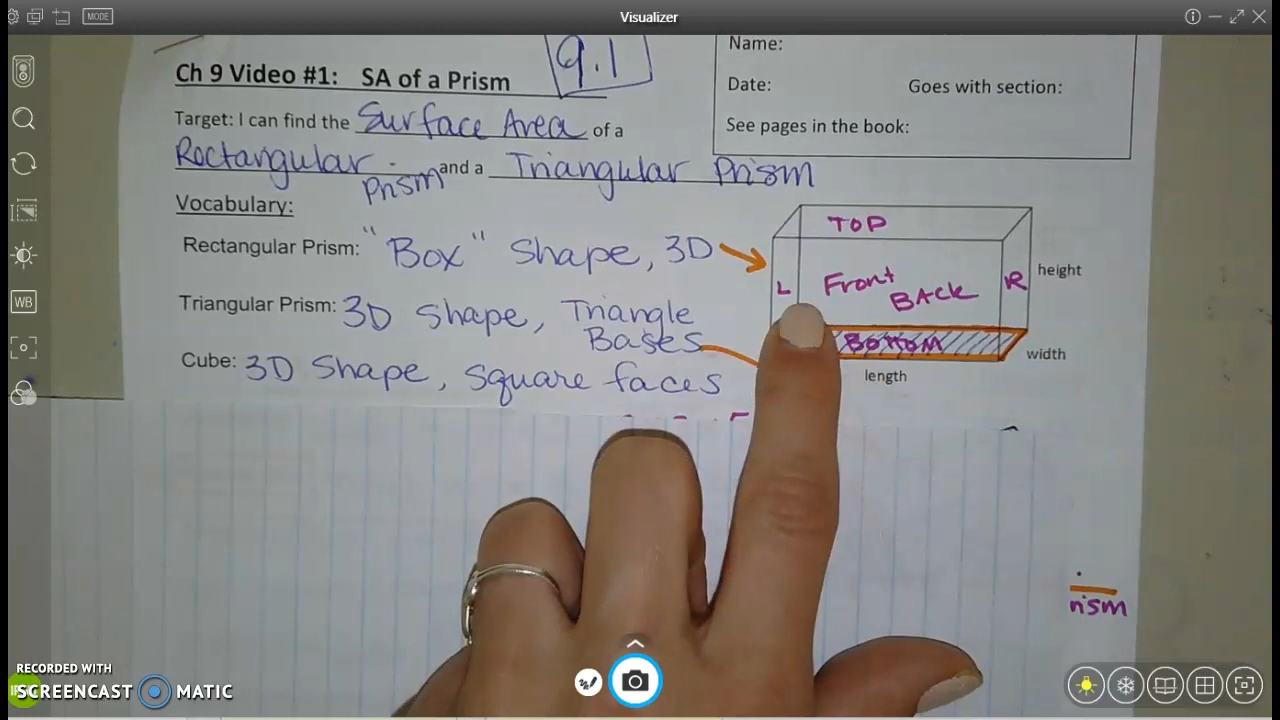 Visualizer
MODE
Ch 9 Video #1: SA of a Prism
9.1
Name:
Date:
Goes with section:
See pages in the book:
Target: I can find the Surface Area of a
Rectangular Prism and a Triangular Prism
Vocabulary:
Rectangular Prism: "Box" Shape, 3D
Triangular Prism: 3D Shape, Triangle
Bases
Cube: 3D Shape, square faces
TOP
L
Front
BACK
R
height
BOTTOM
width
length
WB
RECORDED WITH
SCREENCAST MATIC